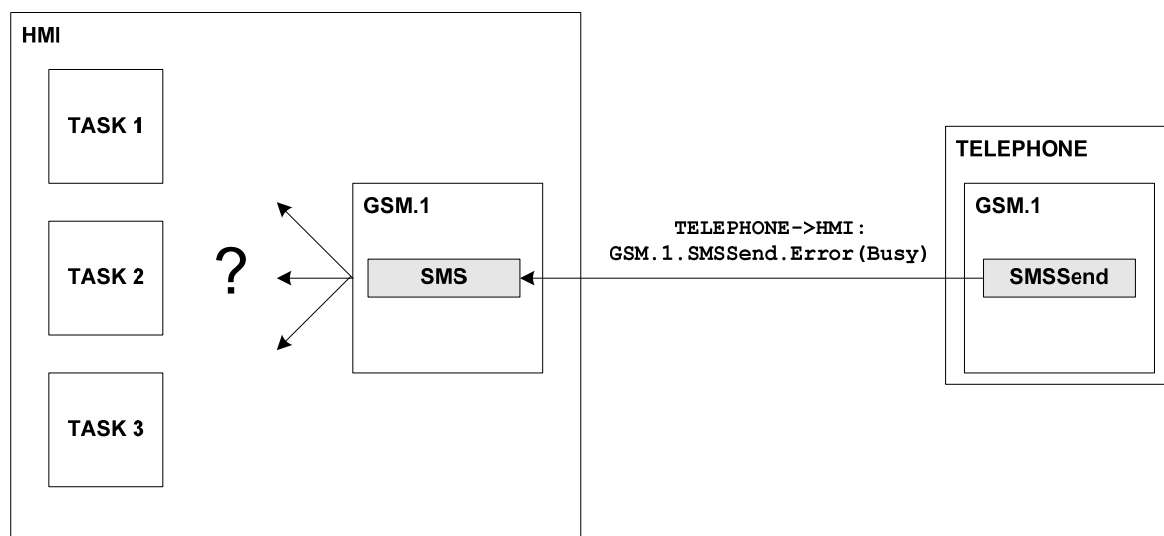 HMI
TASK 1
TASK 2
TASK 3
?
GSM.1
SMS
TELEPHONE->HMI:
GSM.1.SMSSend.Error(Busy)
TELEPHONE
GSM.1
SMSSend